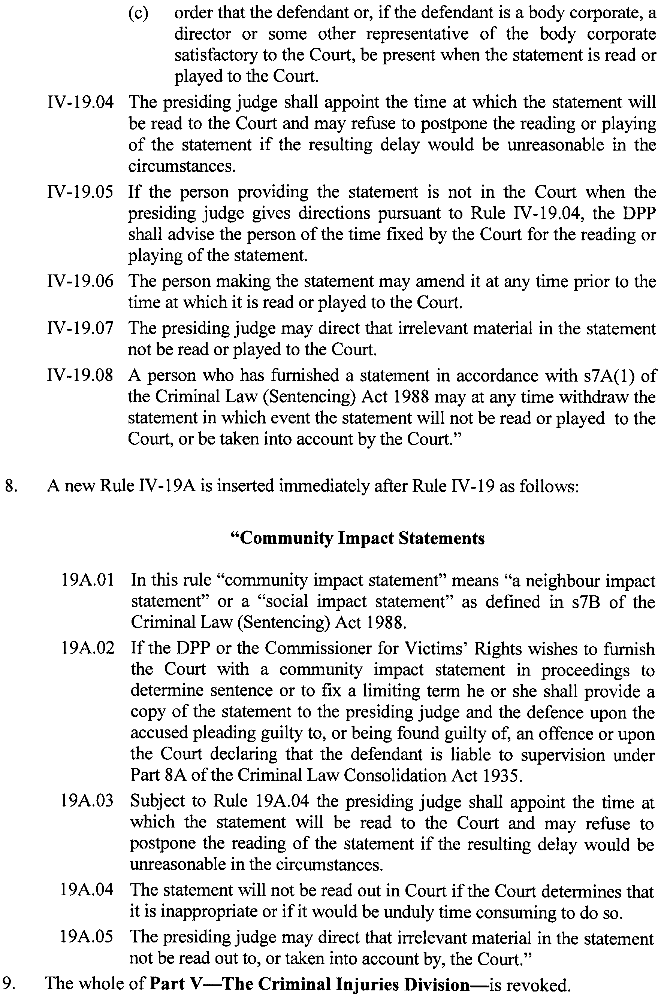 (c) order that the defendant or, if the defendant is a body corporate, a
director or some other representative of the body corporate
satisfactory to the Court, be present when the statement is read or
played to the Court.
IV-19.04 The presiding judge shall appoint the time at which the statement will
be read to the Court and may refuse to postpone the reading or playing
of the statement if the resulting delay would be unreasonable in the
circumstances.
IV-19.05 If the person providing the statement is not in the Court when the
presiding judge gives directions pursuant to Rule IV-19.04, the DPP
shall advise the person of the time fixed by the Court for the reading or
playing of the statement.
IV-19.06 The person making the statement may amend it at any time prior to the
time at which it is read or played to the Court.
IV-19.07 The presiding judge may direct that irrelevant material in the statement
not be read or played to the Court.
IV-19.08 A person who has furnished a statement in accordance with s7A(1) of
the Criminal Law (Sentencing) Act 1988 may at any time withdraw the
statement in which event the statement will not be read or played to the
Court, or be taken into account by the Court.”
8. A new Rule IV-19A is inserted immediately after Rule IV-19 as follows:
“Community Impact Statements
19A.01 In this rule “community impact statement” means “a neighbour impact
statement” or a “social impact statement” as defined in s7B of the
Criminal Law (Sentencing) Act 1988.
19A.02 If the DPP or the Commissioner for Victims’ Rights wishes to furnish
the Court with a community impact statement in proceedings to
determine sentence or to fix a limiting term he or she shall provide a
copy of the statement to the presiding judge and the defence upon the
accused pleading guilty to, or being found guilty of, an offence or upon
the Court declaring that the defendant is liable to supervision under
Part 8A of the Criminal Law Consolidation Act 1935.
19A.03 Subject to Rule 19A.04 the presiding judge shall appoint the time at
which the statement will be read to the Court and may refuse to
postpone the reading of the statement if the resulting delay would be
unreasonable in the circumstances.
19A.04 The statement will not be read out in Court if the Court determines that
it is inappropriate or if it would be unduly time consuming to do so.
19A.05 The presiding judge may direct that irrelevant material in the statement
not be read out to, or taken into account by, the Court.”
9. The whole of Part V—The Criminal Injuries Division—is revoked.